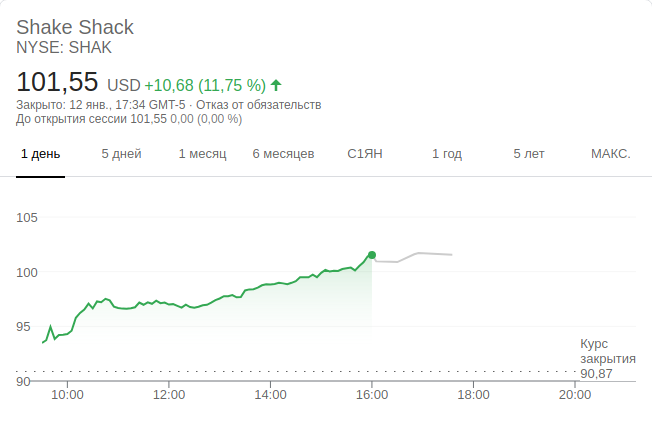 Shake Shack
NYSE: SHAK
101,55 USD +10,68 (11,75 %)
Закрыто: 12 янв., 17:34 GMT-5 · Отказ от обязательств
До открытия сессии 101,55 0,00 (0,00 %)
1 день 5 дней 1 месяц 6 месяцев С1ЯН 1 год 5 лет МАКС.
105
100
95
90
Курс
закрытия
90,87
10:00 12:00 14:00 16:00 18:00 20:00